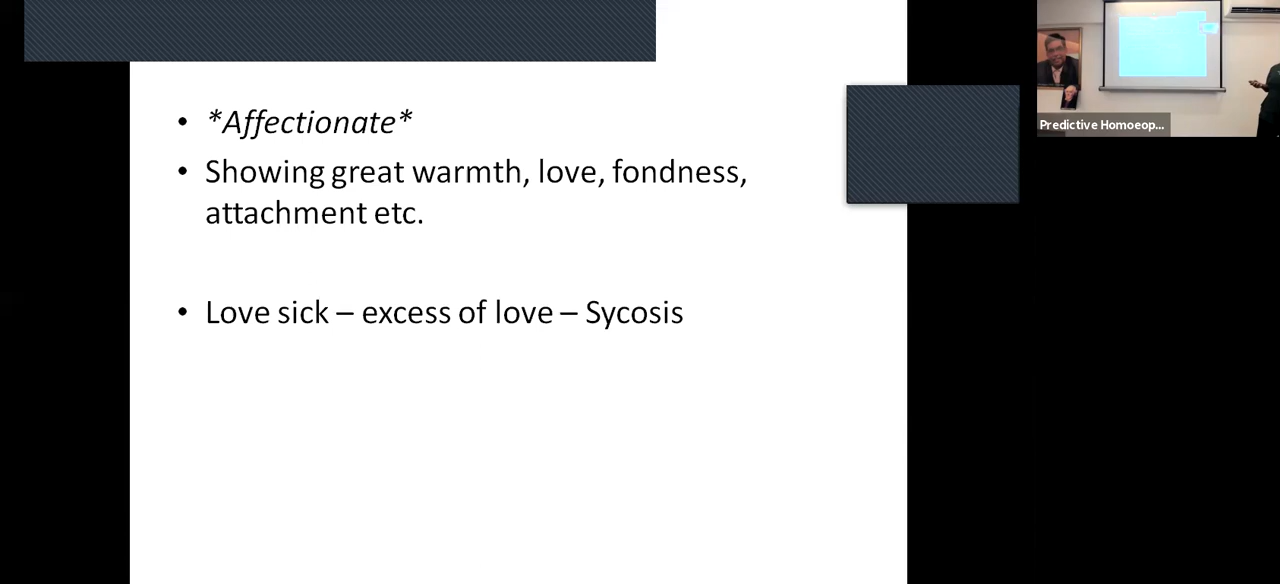 • *Affectionate*
• Showing great warmth, love, fondness,
attachment etc.
• Love sick – excess of love – Sycosis
Predictive Homoeop...